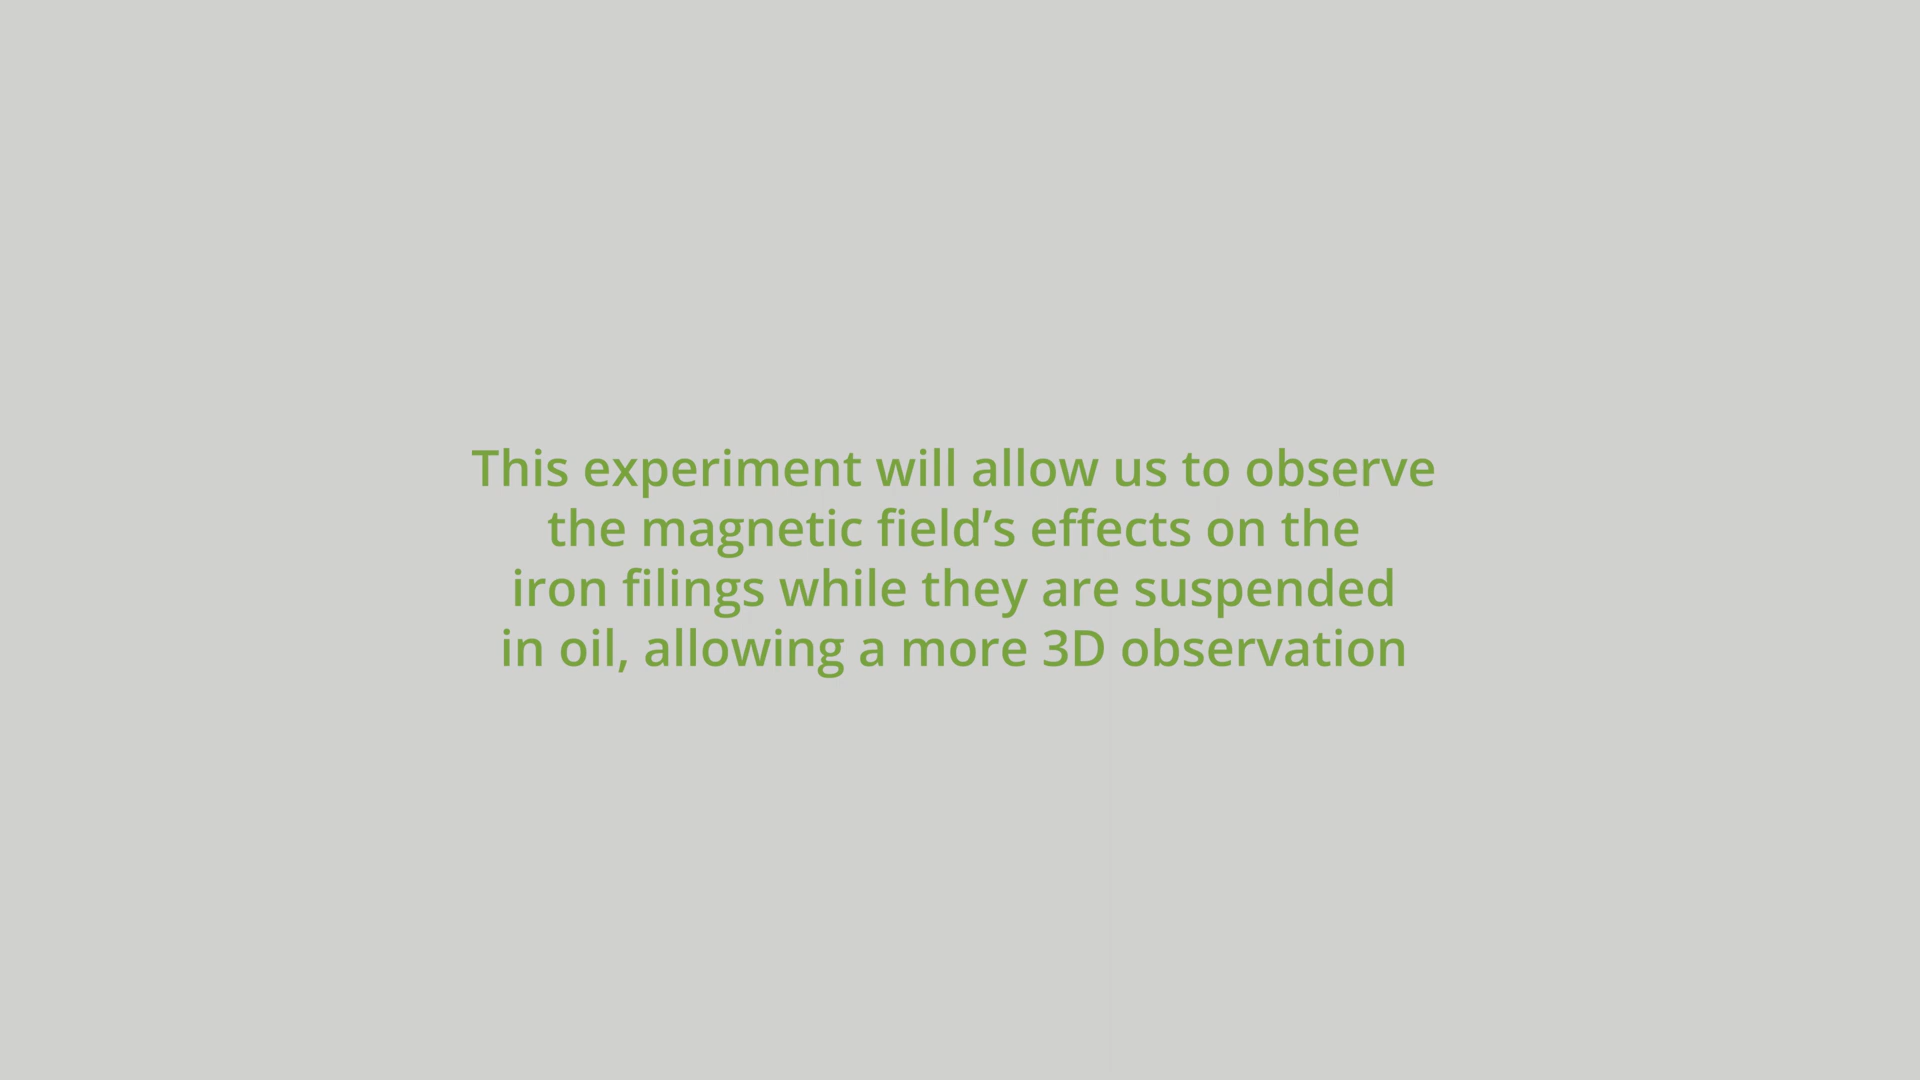 This experiment will allow us to observe
the magnetic field’s effects on the
iron filings while they are suspended
in oil, allowing a more 3D observation